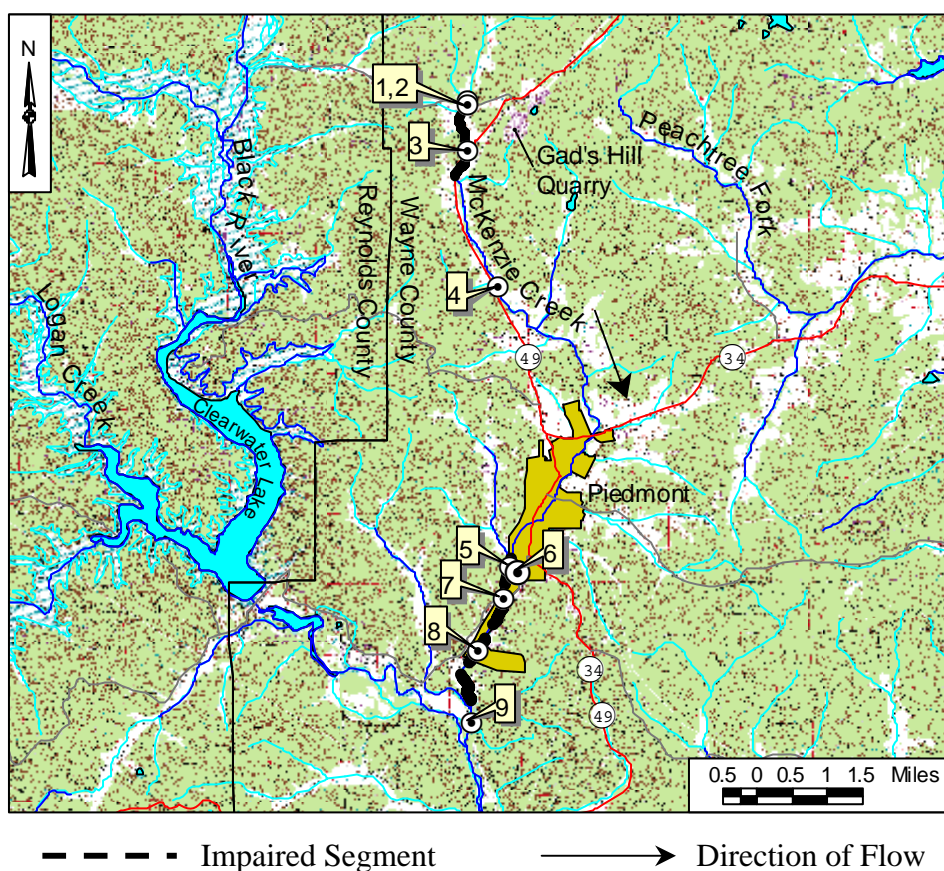 N
1,2
3
Gad's Hill
Quarry
Peachtree Fork
Black River
Reynolds County
Wayne County
McKenzie Creek
4
Logan Creek
49
34
Clearwater Lake
Piedmont
5
6
7
8
34
9
49
0.5 0 0.5 1 1.5 Miles
Impaired Segment
Direction of Flow